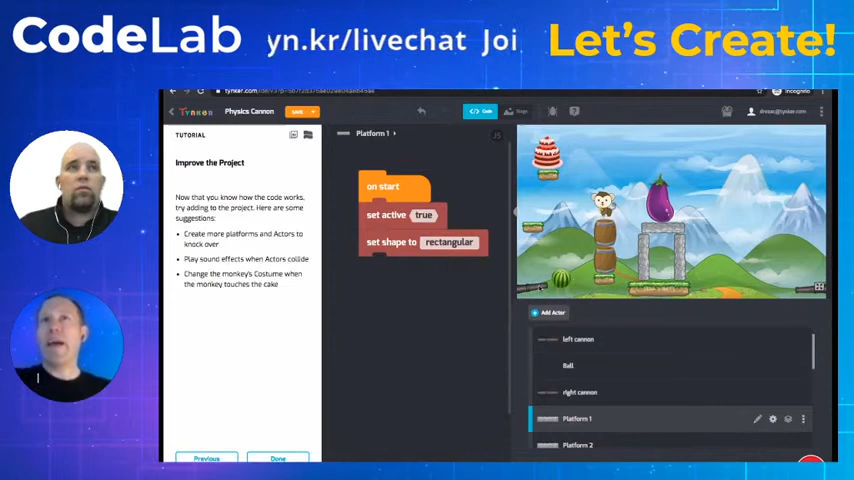 CodeLab
yn.kr/livechat Joi
Let's Create!
TYNKER
Physics Cannon
SAVE
Code
Stage
Incognito
TUTORIAL
Improve the Project
Now that you know how the code works,
try adding to the project. Here are some
suggestions:
• Create more platforms and Actors to
knock over
• Play sound effects when Actors collide
• Change the monkey's Costume when
the monkey touches the cake
Previous
Done
Platform 1
JS
on start
set active true
set shape to rectangular
Add Actor
left cannon
Ball
right cannon
Platform 1
Platform 2